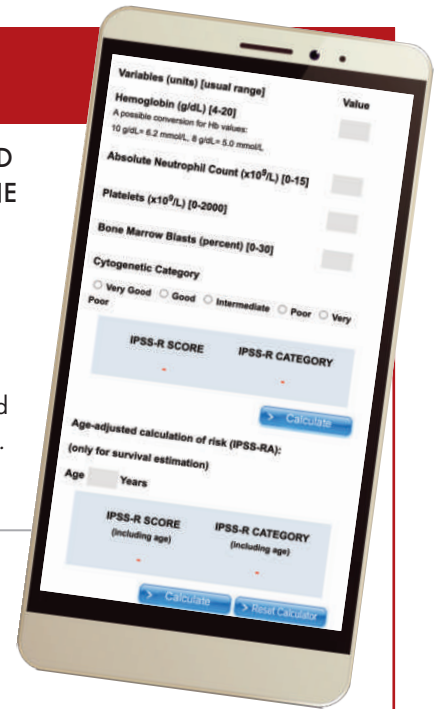 D
IE
d
.
Variables (units) [usual range]
Value
Hemoglobin (g/dL) [4-20]
A possible conversion for Hb values:
10 g/dL= 6.2 mmol/L, 8 g/dL= 5.0 mmol/L
Absolute Neutrophil Count (x10⁹/L) [0-15]
Platelets (x10⁹/L) [0-2000]
Bone Marrow Blasts (percent) [0-30]
Cytogenetic Category
Very Good Good Intermediate Poor Very
Poor
IPSS-R SCORE IPSS-R CATEGORY
- -
> Calculate
Age-adjusted calculation of risk (IPSS-RA):
(only for survival estimation)
Age Years
IPSS-R SCORE IPSS-R CATEGORY
(including age) (including age)
- -
> Calculate > Reset Calculator